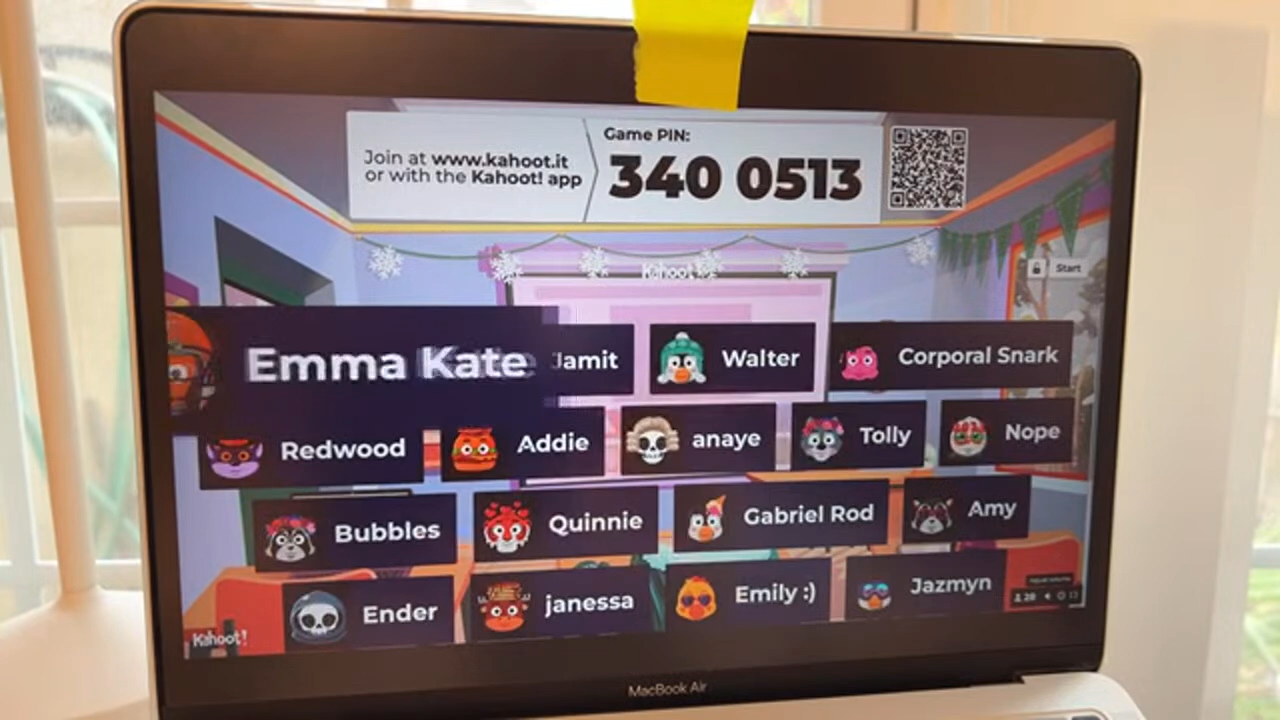 Game PIN:
Join at www.kahoot.it
or with the Kahoot! app
340 0513
Kahoot!
Start
Emma Kate
Jamit
Walter
Corporal Snark
Redwood
Addie
anaye
Tolly
Nope
Bubbles
Quinnie
Gabriel Rod
Amy
Ender
janessa
Emily :)
Jazmyn
20
Kahoot!
MacBook Air